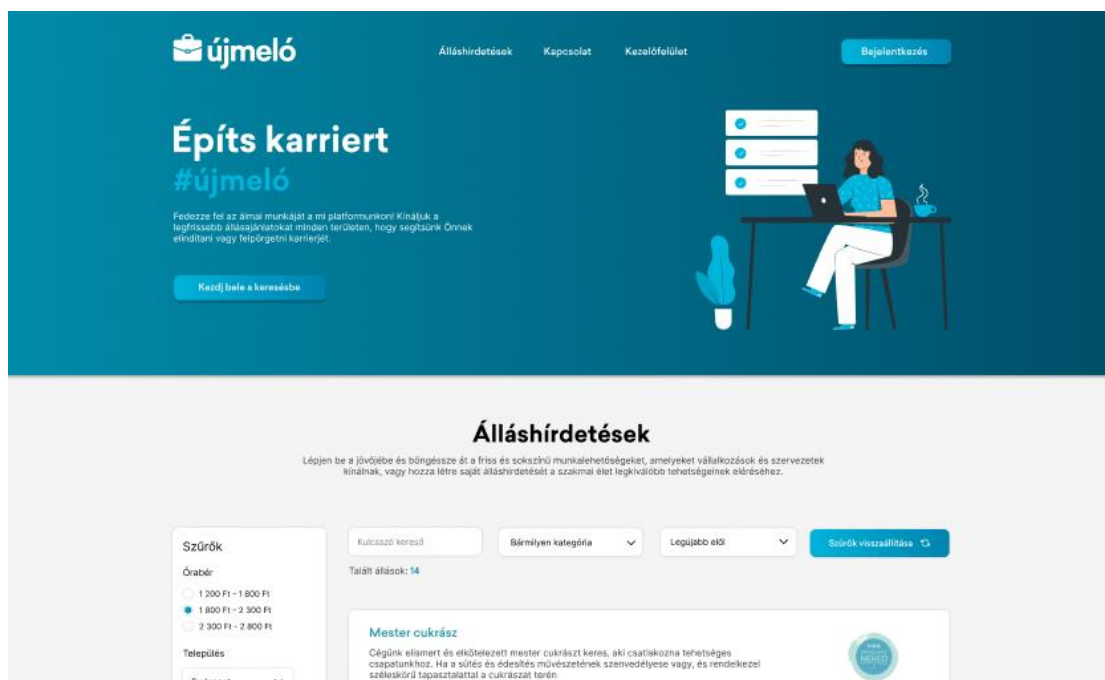 újmeló
Álláshirdetések Kapcsolat Kezelőfelület Bejelentkezés
Építs karriert
#újmeló
Fedezze fel az álmai munkáját a mi platformunkon! Kínáljuk a
legfrissebb állásajánlatokat minden területen, hogy segítsünk Önnek
elindítani vagy felpörgetni karrierjét.
Kezdj bele a keresésbe
Álláshírdetések
Lépjen be a jövőjébe és böngéssze át a friss és sokszínű munkalehetőségeket, amelyeket vállalkozások és szervezetek
kínálnak, vagy hozza létre saját álláshirdetését a szakmai élet legkiválóbb tehetségeinek eléréséhez.
Szűrők
Kulcsszó kereső Bármilyen kategória Legújabb elöl Szűrők visszaállítása
Talált állások: 14
Órabér
1 200 Ft - 1 800 Ft
1 800 Ft - 2 300 Ft
2 300 Ft - 2 800 Ft
Település
Mester cukrász
Cégünk elismert és elkötelezett mester cukrászt keres, aki csatlakozna tehetséges
csapatunkhoz. Ha a sütés és édesítés művészetének szenvedélyese vagy, és rendelkezel
széleskörű tapasztalattal a cukrászat terén